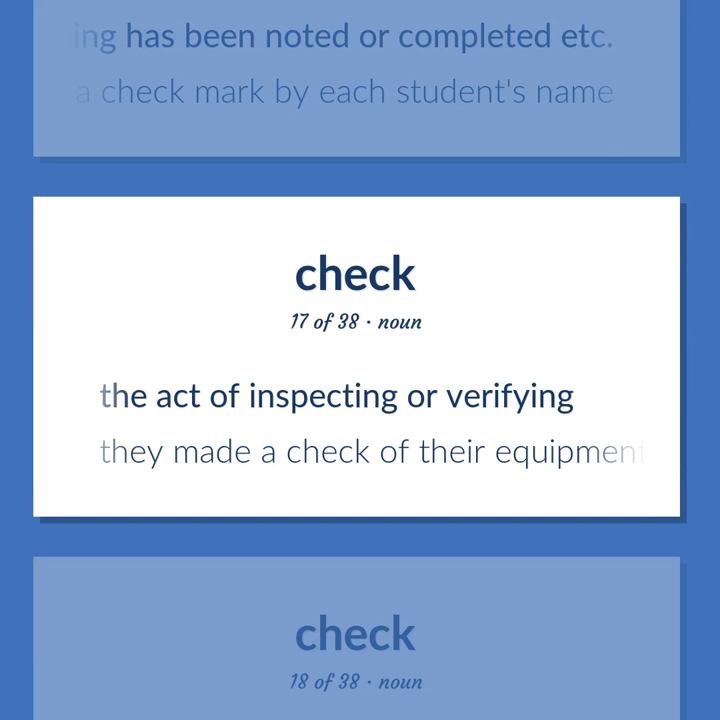 ing has been noted or completed etc.
a check mark by each student's name
check
17 of 38 · noun
the act of inspecting or verifying
they made a check of their equipment
check
18 of 38 · noun